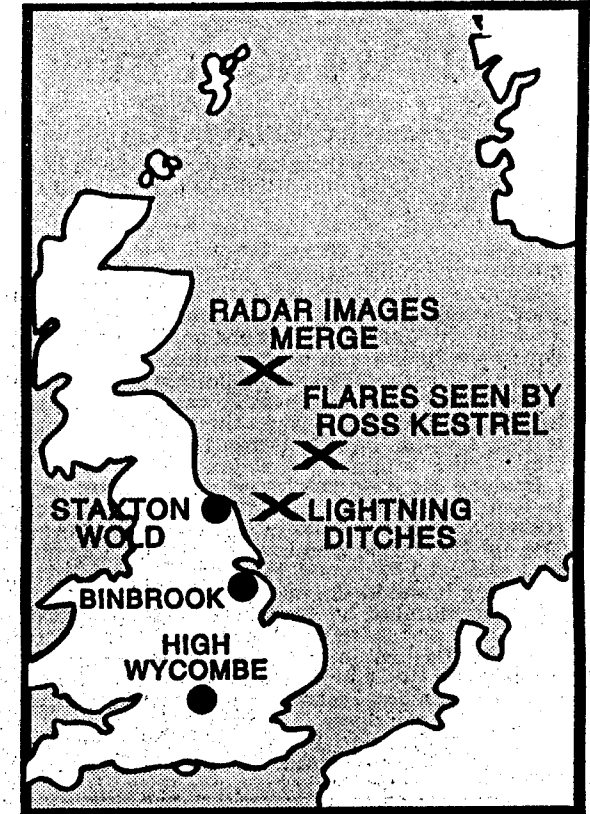 RADAR IMAGES
MERGE
FLARES SEEN BY
ROSS KESTREL
STAXTON
WOLD
LIGHTNING
DITCHES
BINBROOK
HIGH
WYCOMBE